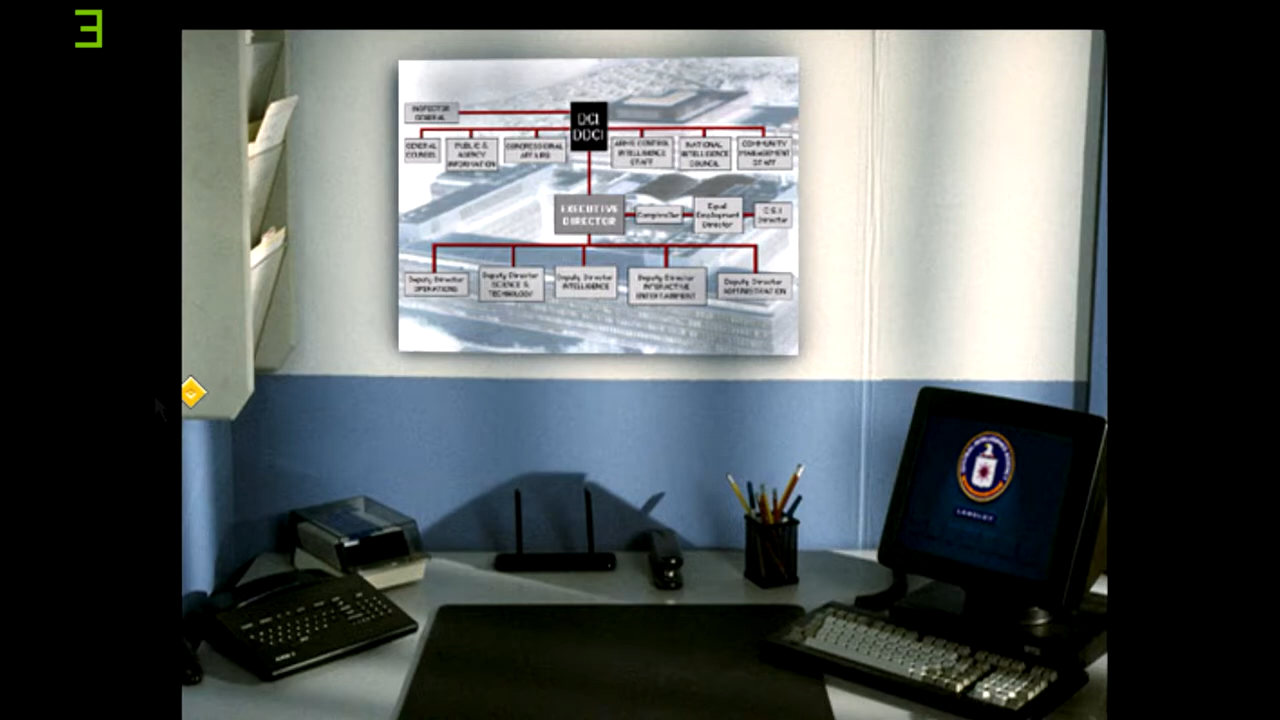 3
INSPECTOR
GENERAL
DCI
DDCI
GENERAL
COUNSEL
PUBLIC &
AGENCY
INFORMATION
CONGRESSIONAL
AFFAIRS
ARMS CONTROL
INTELLIGENCE
STAFF
NATIONAL
INTELLIGENCE
COUNCIL
COMMUNITY
MANAGEMENT
STAFF
EXECUTIVE
DIRECTOR
Comptroller
Equal
Employment
Director
C.S.I
Director
Deputy Director
OPERATIONS
Deputy Director
SCIENCE &
TECHNOLOGY
Deputy Director
INTELLIGENCE
Deputy Director
INTERACTIVE
ENTERTAINMENT
Deputy Director
ADMINISTRATION
LANGLEY